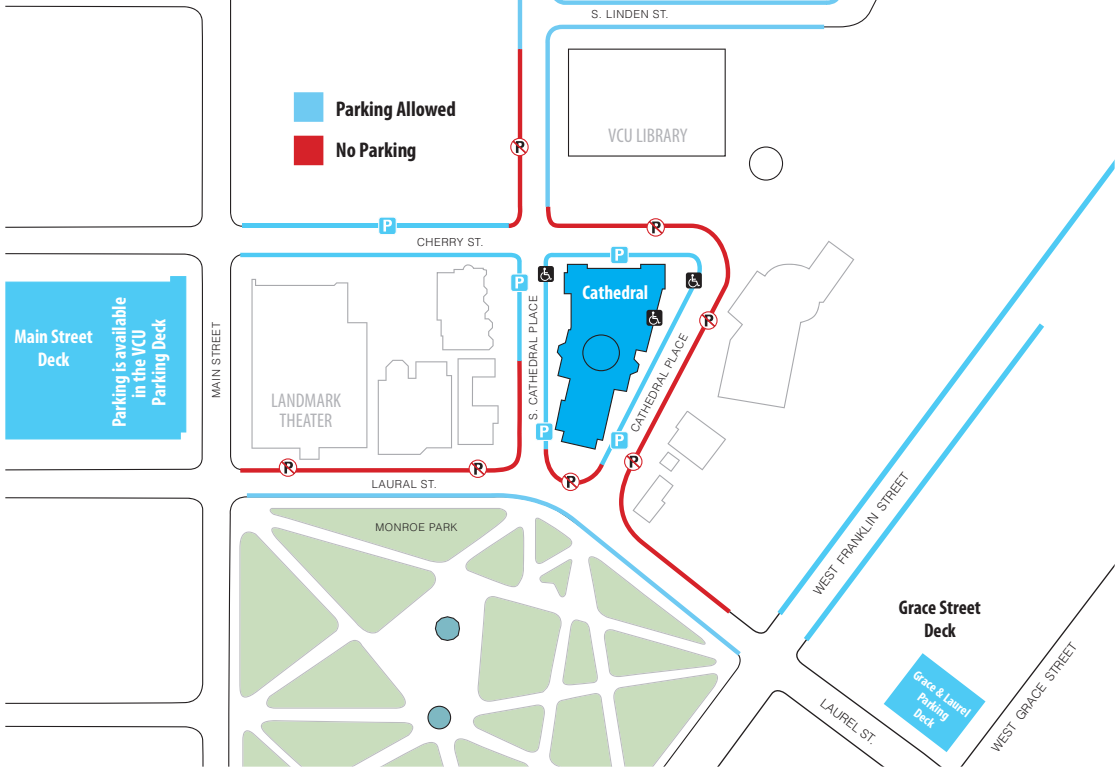 S. LINDEN ST.
Parking Allowed
No Parking
VCU LIBRARY
P
P
P
P
CHERRY ST.
P
P
P
Cathedral
Main Street
Deck
Parking is available
in the VCU
Parking Deck
MAIN STREET
S. CATHEDRAL PLACE
CATHEDRAL PLACE
P
LANDMARK
THEATER
P
P
P
P
P
P
LAURAL ST.
MONROE PARK
WEST FRANKLIN STREET
Grace Street
Deck
Grace & Laurel
Parking
Deck
LAUREL ST.
WEST GRACE STREET